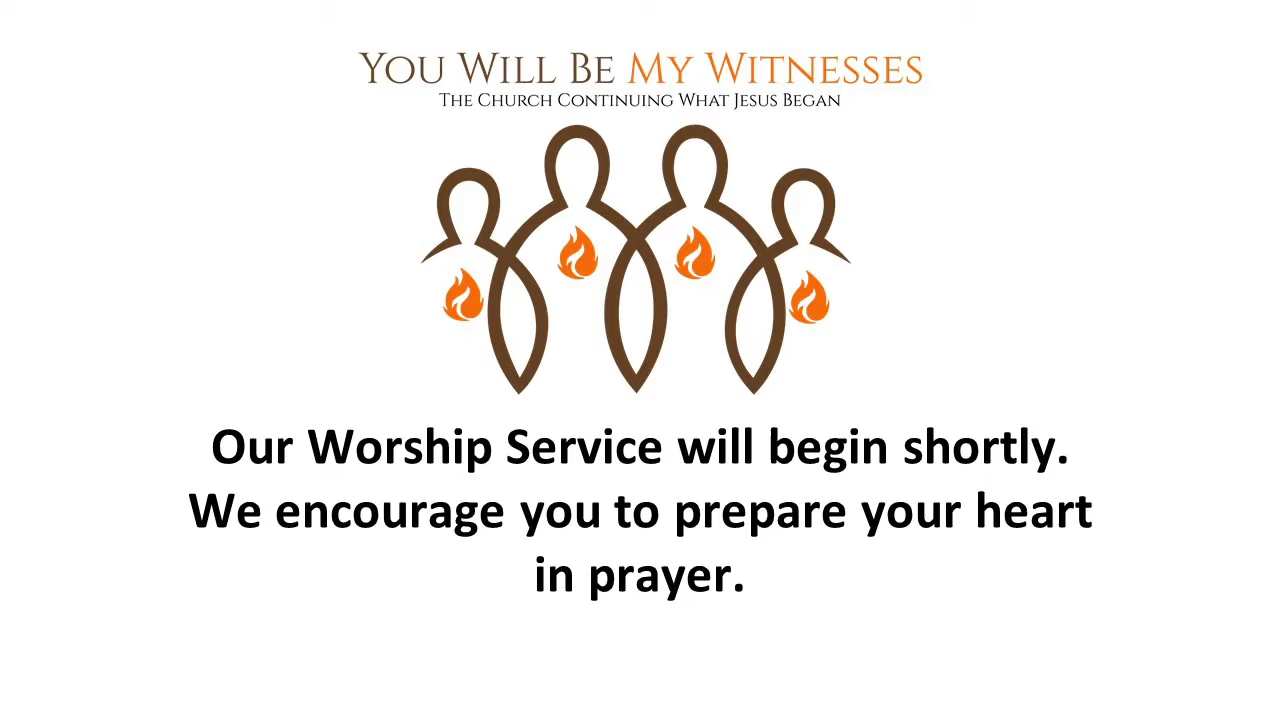 You Will Be My Witnesses
The Church Continuing What Jesus Began
Our Worship Service will begin shortly.
We encourage you to prepare your heart
in prayer.